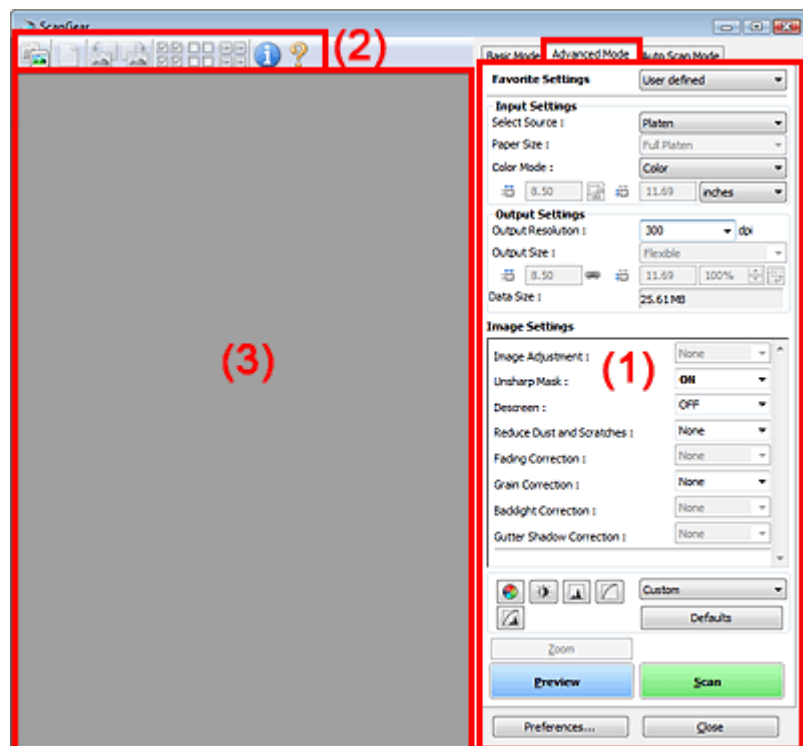 ScanGear
(2)
Basic Mode Advanced Mode Auto Scan Mode
Favorite Settings User defined
Input Settings
Select Source : Platen
Paper Size : Full Platen
Color Mode : Color
8.50 11.69 inches
Output Settings
Output Resolution : 300 dpi
Output Size : Flexible
8.50 11.69 100%
Data Size : 25.61MB
Image Settings
(3)
(1)
Image Adjustment : None
Unsharp Mask : ON
Descreen : OFF
Reduce Dust and Scratches : None
Fading Correction : None
Grain Correction : None
Backlight Correction : None
Gutter Shadow Correction : None
Custom
Defaults
Zoom
Preview Scan
Preferences... Close